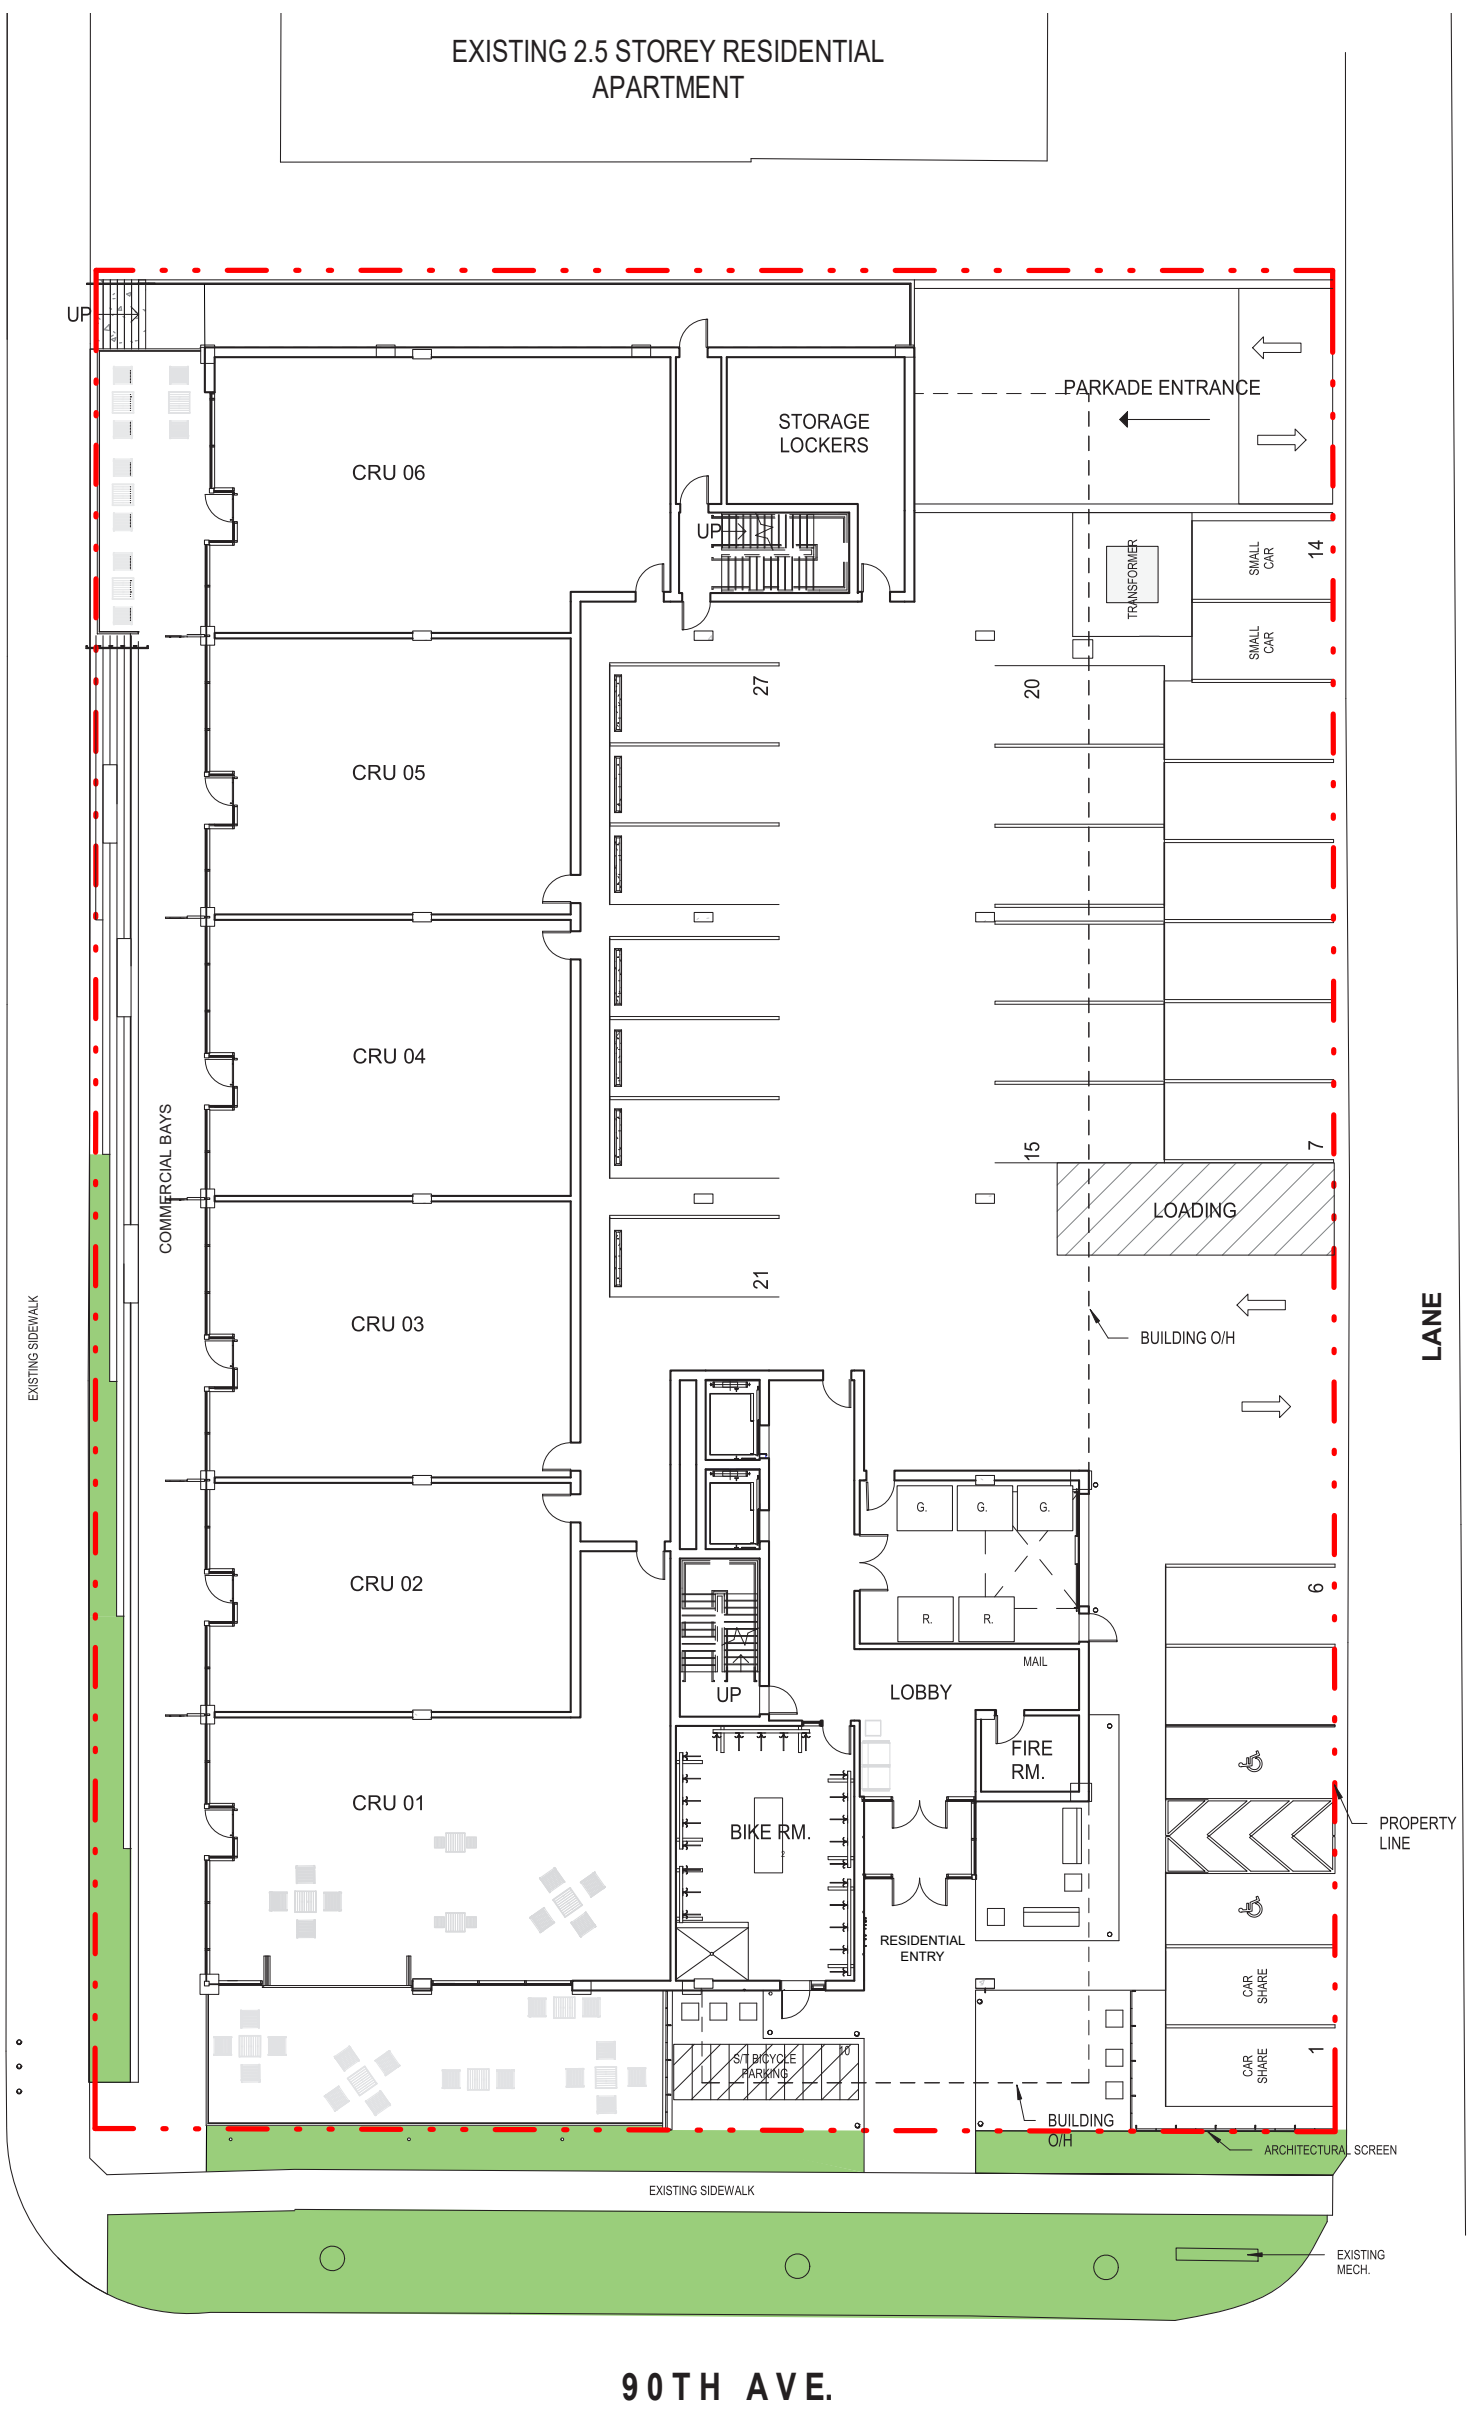 EXISTING 2.5 STOREY RESIDENTIAL
APARTMENT
UP
PARKADE ENTRANCE
STORAGE
LOCKERS
CRU 06
UP
TRANSFORMER
SMALL
CAR
14
SMALL
CAR
27
20
CRU 05
CRU 04
COMMERCIAL BAYS
15
7
LOADING
21
EXISTING SIDEWALK
CRU 03
BUILDING O/H
LANE
G.
G.
G.
CRU 02
6
R.
R.
MAIL
UP
LOBBY
FIRE
RM.
CRU 01
BIKE RM.
2
PROPERTY
LINE
RESIDENTIAL
ENTRY
CAR
SHARE
CAR
SHARE
1
S/T BICYCLE
PARKING
10
BUILDING
O/H
ARCHITECTURAL SCREEN
EXISTING SIDEWALK
EXISTING
MECH.
90TH AVE.